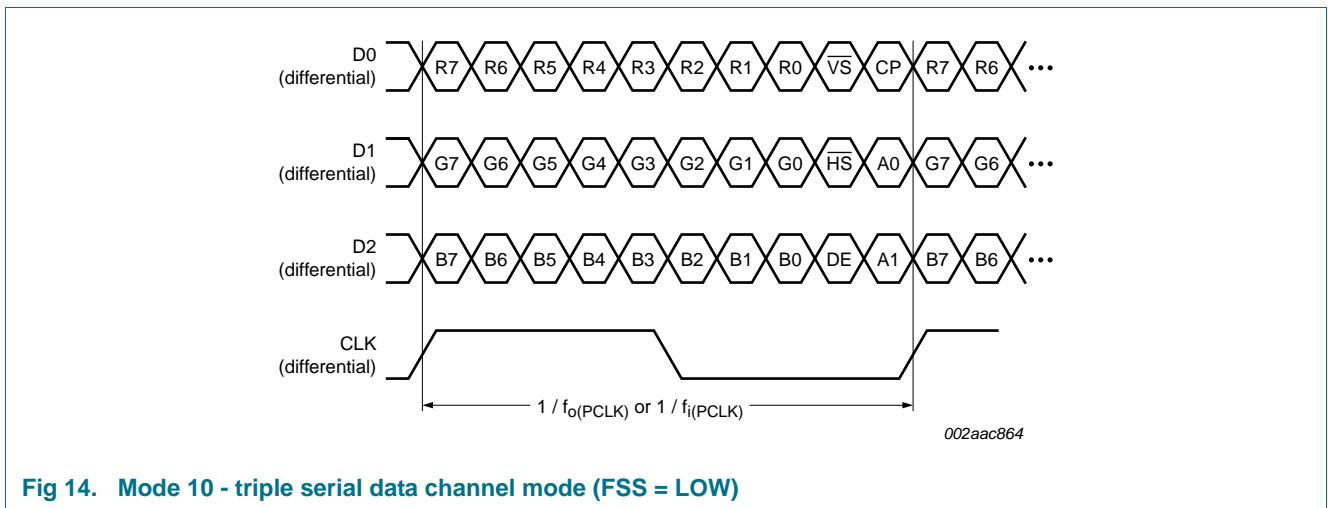 D0
(differential)
R7 R6 R5 R4 R3 R2 R1 R0 V̅S̅ CP R7 R6 •••
D1
(differential)
G7 G6 G5 G4 G3 G2 G1 G0 H̅S̅ A0 G7 G6 •••
D2
(differential)
B7 B6 B5 B4 B3 B2 B1 B0 DE A1 B7 B6 •••
CLK
(differential)
1 / fo(PCLK) or 1 / fi(PCLK)
002aac864
Fig 14. Mode 10 - triple serial data channel mode (FSS = LOW)